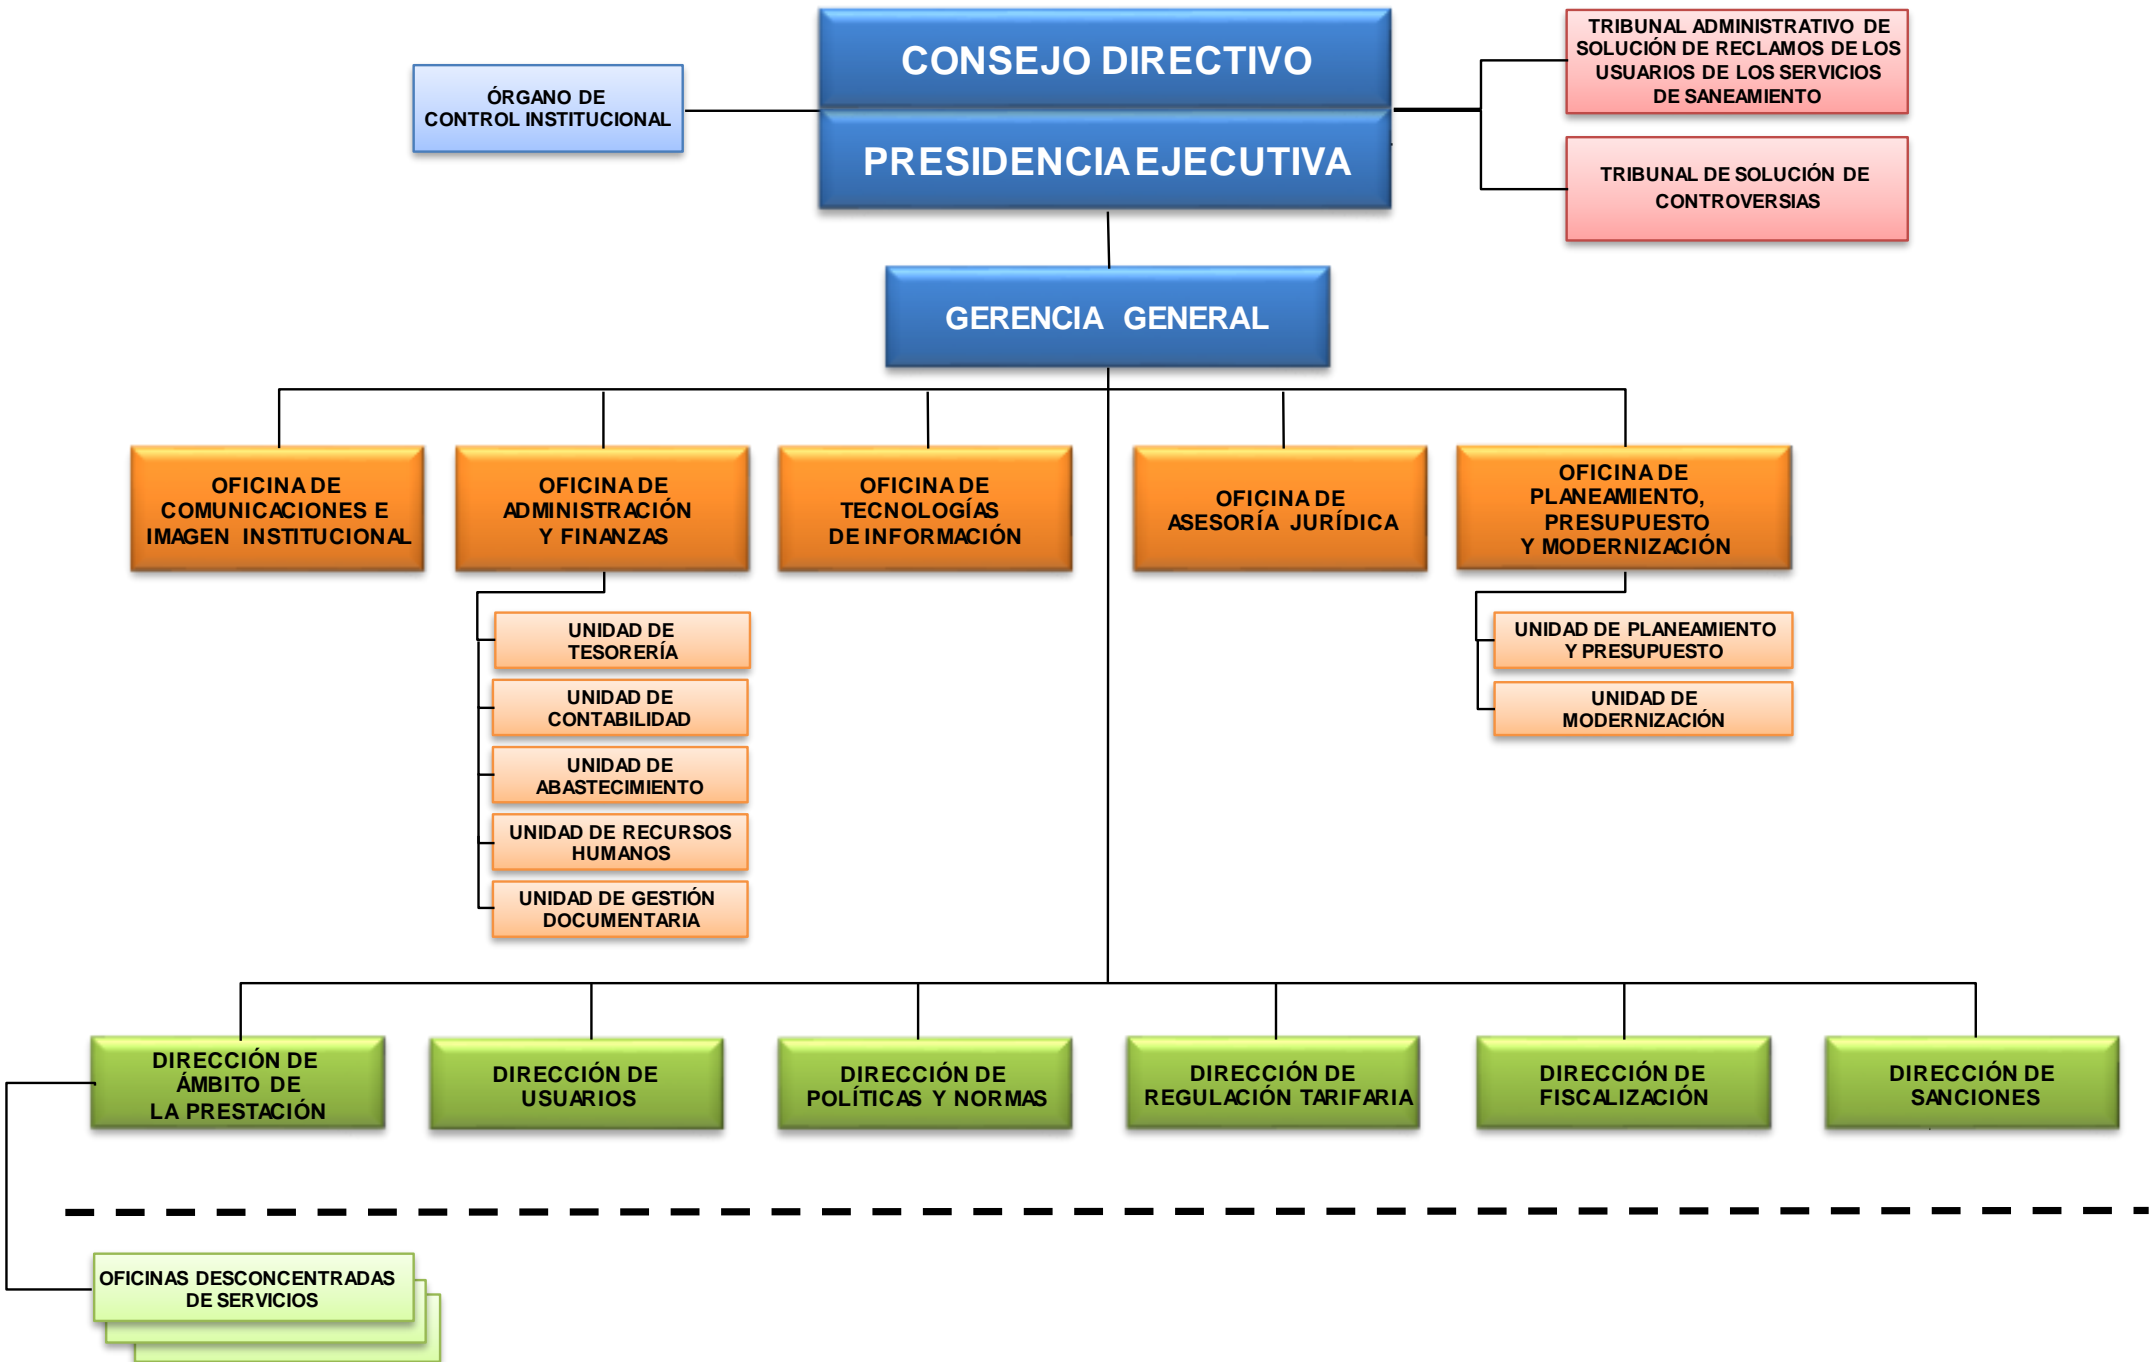 CONSEJO DIRECTIVO
PRESIDENCIA EJECUTIVA
ÓRGANO DE
CONTROL INSTITUCIONAL
TRIBUNAL ADMINISTRATIVO DE
SOLUCIÓN DE RECLAMOS DE LOS
USUARIOS DE LOS SERVICIOS
DE SANEAMIENTO
TRIBUNAL DE SOLUCIÓN DE
CONTROVERSIAS
GERENCIA GENERAL
OFICINA DE
COMUNICACIONES E
IMAGEN INSTITUCIONAL
OFICINA DE
ADMINISTRACIÓN
Y FINANZAS
OFICINA DE
TECNOLOGÍAS
DE INFORMACIÓN
OFICINA DE
ASESORÍA JURÍDICA
OFICINA DE
PLANEAMIENTO,
PRESUPUESTO
Y MODERNIZACIÓN
UNIDAD DE
TESORERÍA
UNIDAD DE
CONTABILIDAD
UNIDAD DE
ABASTECIMIENTO
UNIDAD DE RECURSOS
HUMANOS
UNIDAD DE GESTIÓN
DOCUMENTARIA
UNIDAD DE PLANEAMIENTO
Y PRESUPUESTO
UNIDAD DE
MODERNIZACIÓN
DIRECCIÓN DE
ÁMBITO DE
LA PRESTACIÓN
DIRECCIÓN DE
USUARIOS
DIRECCIÓN DE
POLÍTICAS Y NORMAS
DIRECCIÓN DE
REGULACIÓN TARIFARIA
DIRECCIÓN DE
FISCALIZACIÓN
DIRECCIÓN DE
SANCIONES
OFICINAS DESCONCENTRADAS
DE SERVICIOS